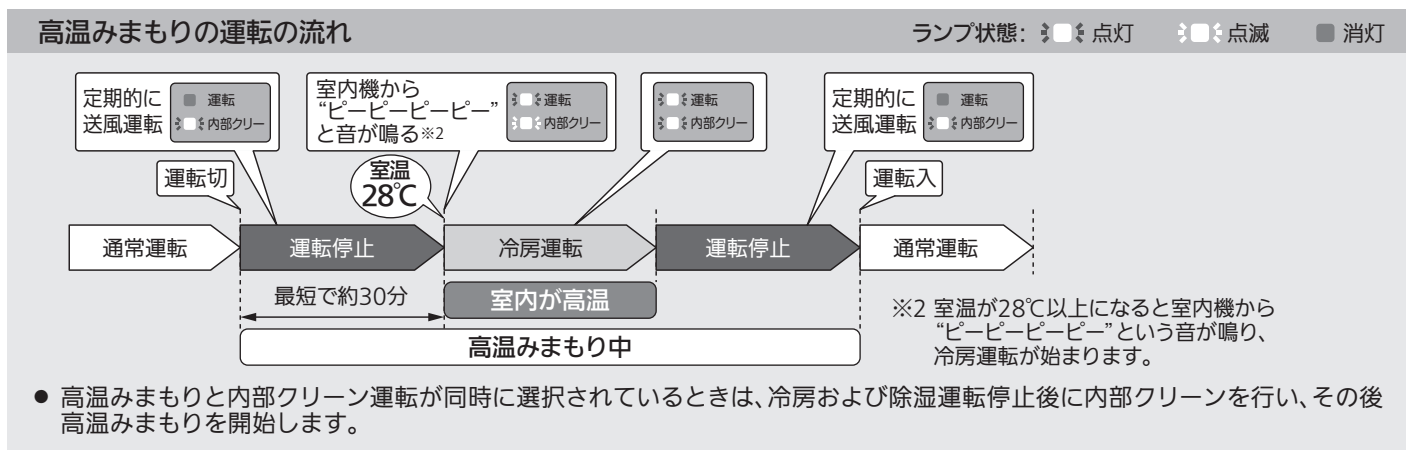 高温みまもりの運転の流れ
ランプ状態: 点灯 点滅 消灯
定期的に
送風運転
運転
内部クリーン
室内機から
“ピーピーピーピー”
と音が鳴る※2
運転
内部クリーン
運転
内部クリーン
定期的に
送風運転
運転
内部クリーン
運転切
室温
28℃
運転入
通常運転
運転停止
冷房運転
運転停止
通常運転
最短で約30分
室内が高温
高温みまもり中
※2 室温が28℃以上になると室内機から
“ピーピーピーピー”という音が鳴り、
冷房運転が始まります。
● 高温みまもりと内部クリーン運転が同時に選択されているときは、冷房および除湿運転停止後に内部クリーンを行い、その後
高温みまもりを開始します。